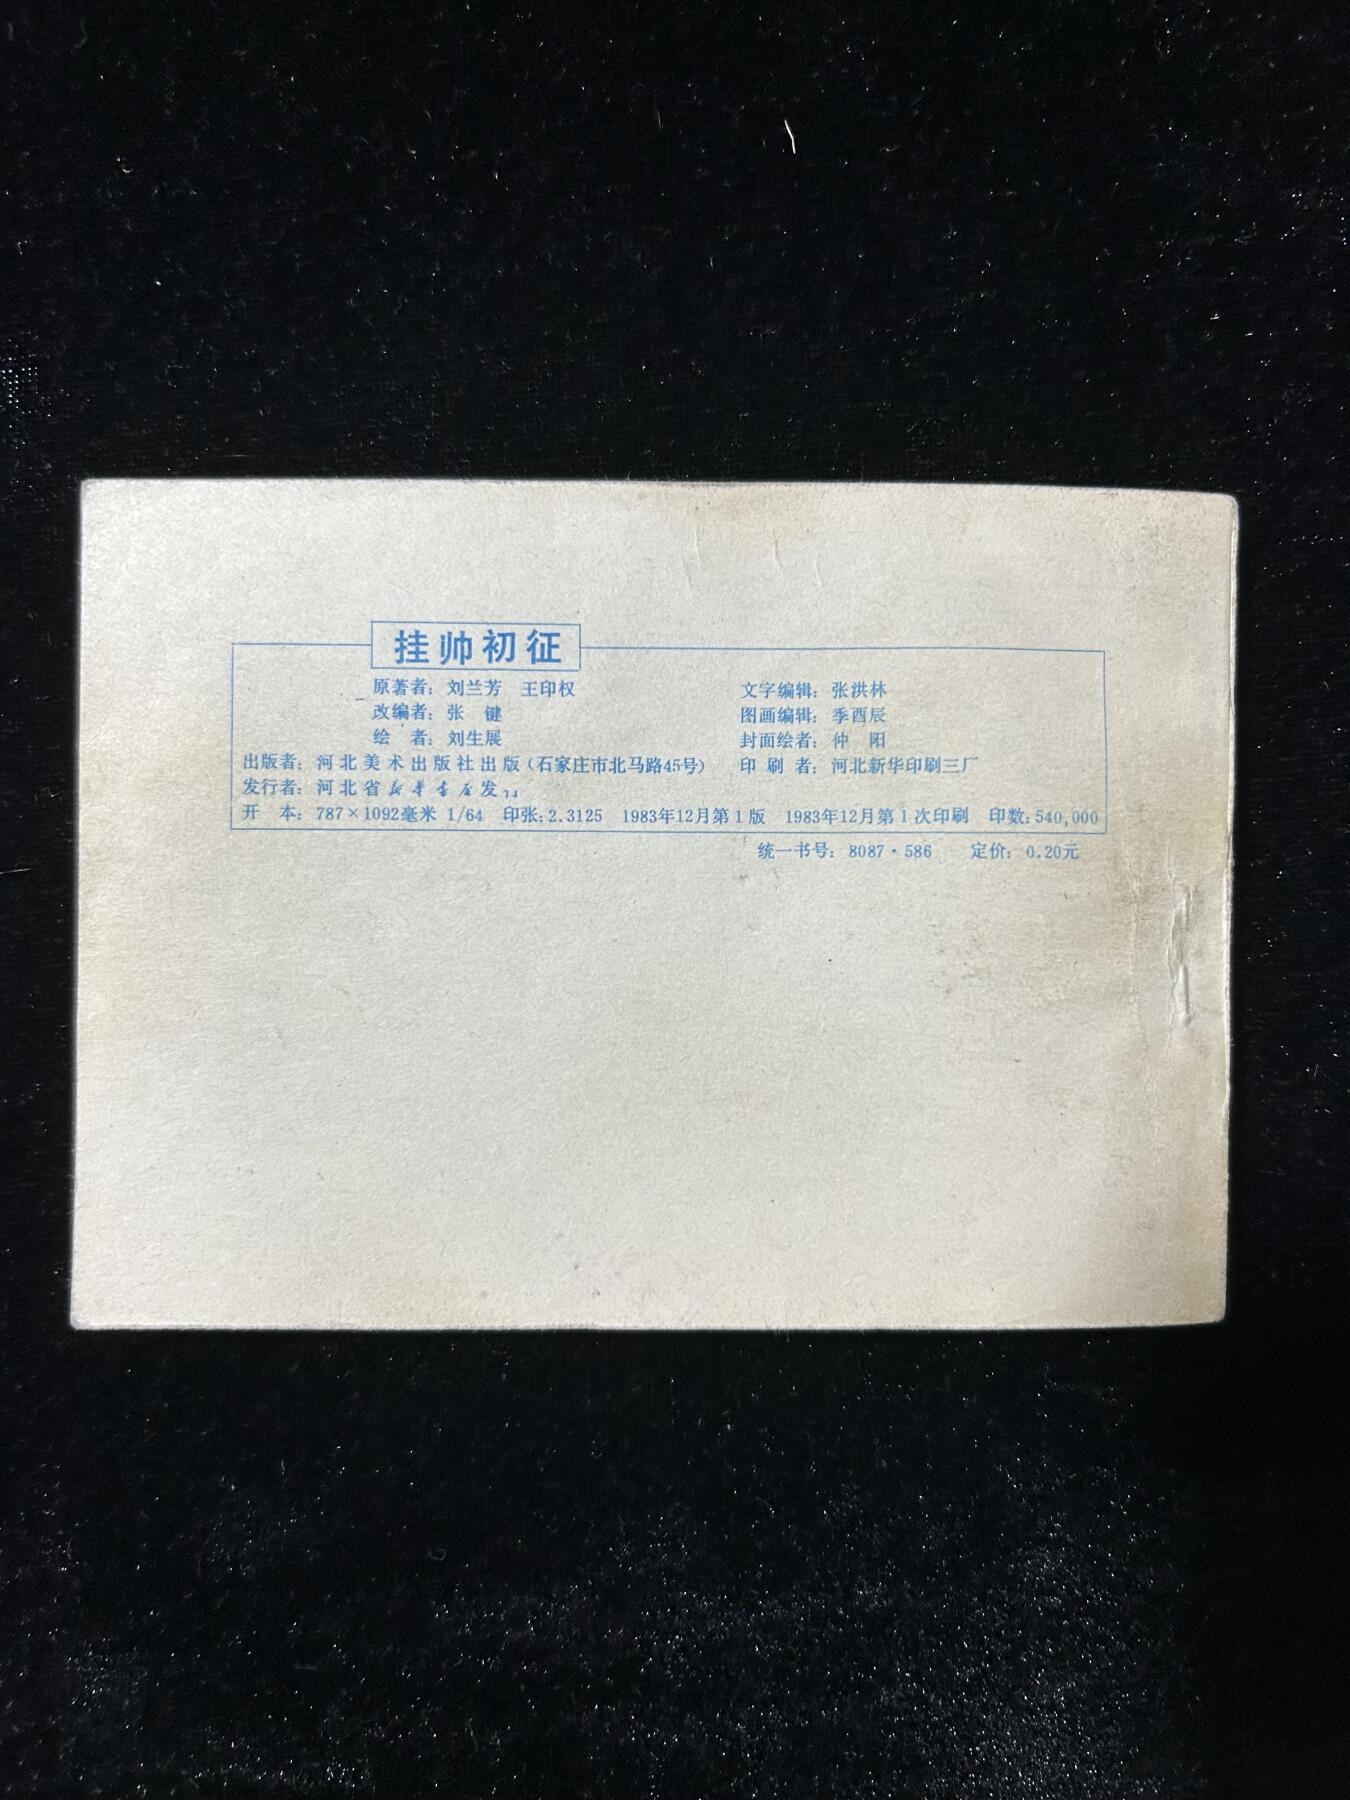 挂帅初征
原著者：刘兰芳　王印权　文字编辑：张洪林
改编者：张　键　图画编辑：季酉辰
绘　者：刘生展　封面绘者：仲　阳
出版者：河北美术出版社出版（石家庄市北马路45号）　印刷者：河北新华印刷三厂
发行者：河北省新华书店发行
开　本：787×1092毫米 1/64　印张：2.3125　1983年12月第1版　1983年12月第1次印刷　印数：540,000
统一书号：8087·586　定价：0.20元